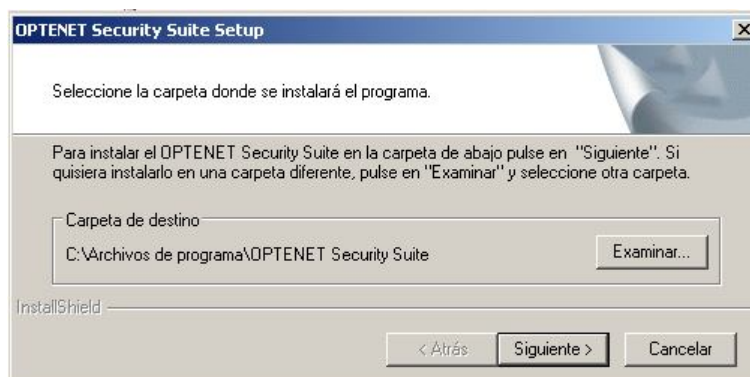 OPTENET Security Suite Setup
Seleccione la carpeta donde se instalará el programa.
Para instalar el OPTENET Security Suite en la carpeta de abajo pulse en "Siguiente". Si
quisiera instalarlo en una carpeta diferente, pulse en "Examinar" y seleccione otra carpeta.
Carpeta de destino
C:\Archivos de programa\OPTENET Security Suite
Examinar...
InstallShield
< Atrás
Siguiente >
Cancelar